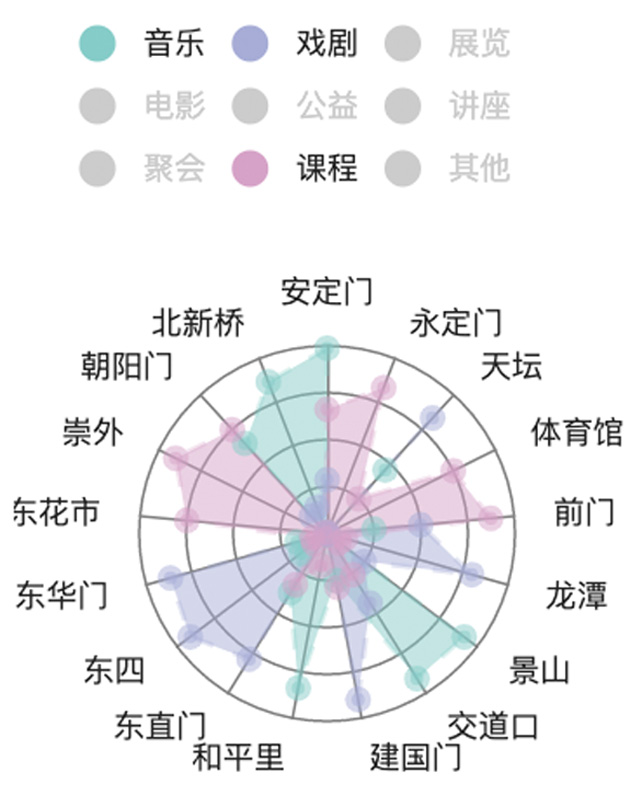 音乐 戏剧 展览
电影 公益 讲座
聚会 课程 其他
安定门
北新桥 永定门
朝阳门 天坛
崇外 体育馆
东花市 前门
东华门 龙潭
东四 景山
东直门 交道口
和平里 建国门